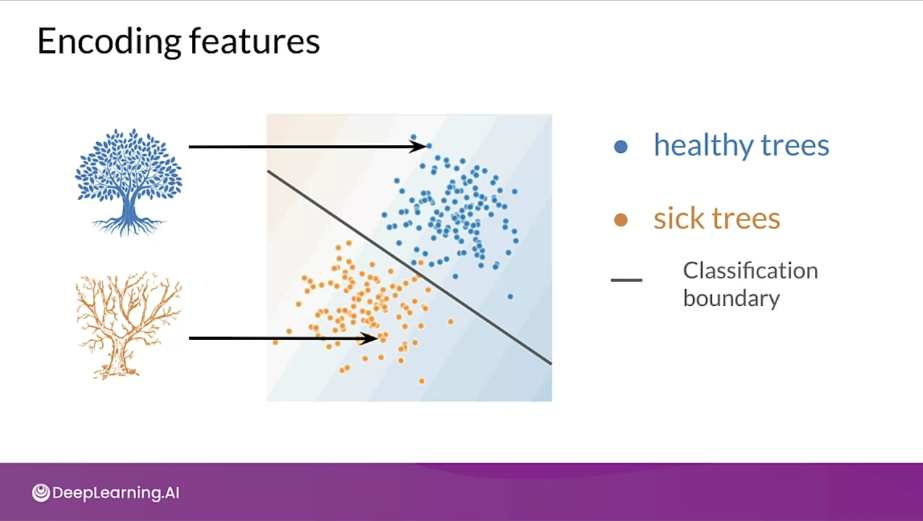 Encoding features
healthy trees
sick trees
Classification
boundary
DeepLearning.AI